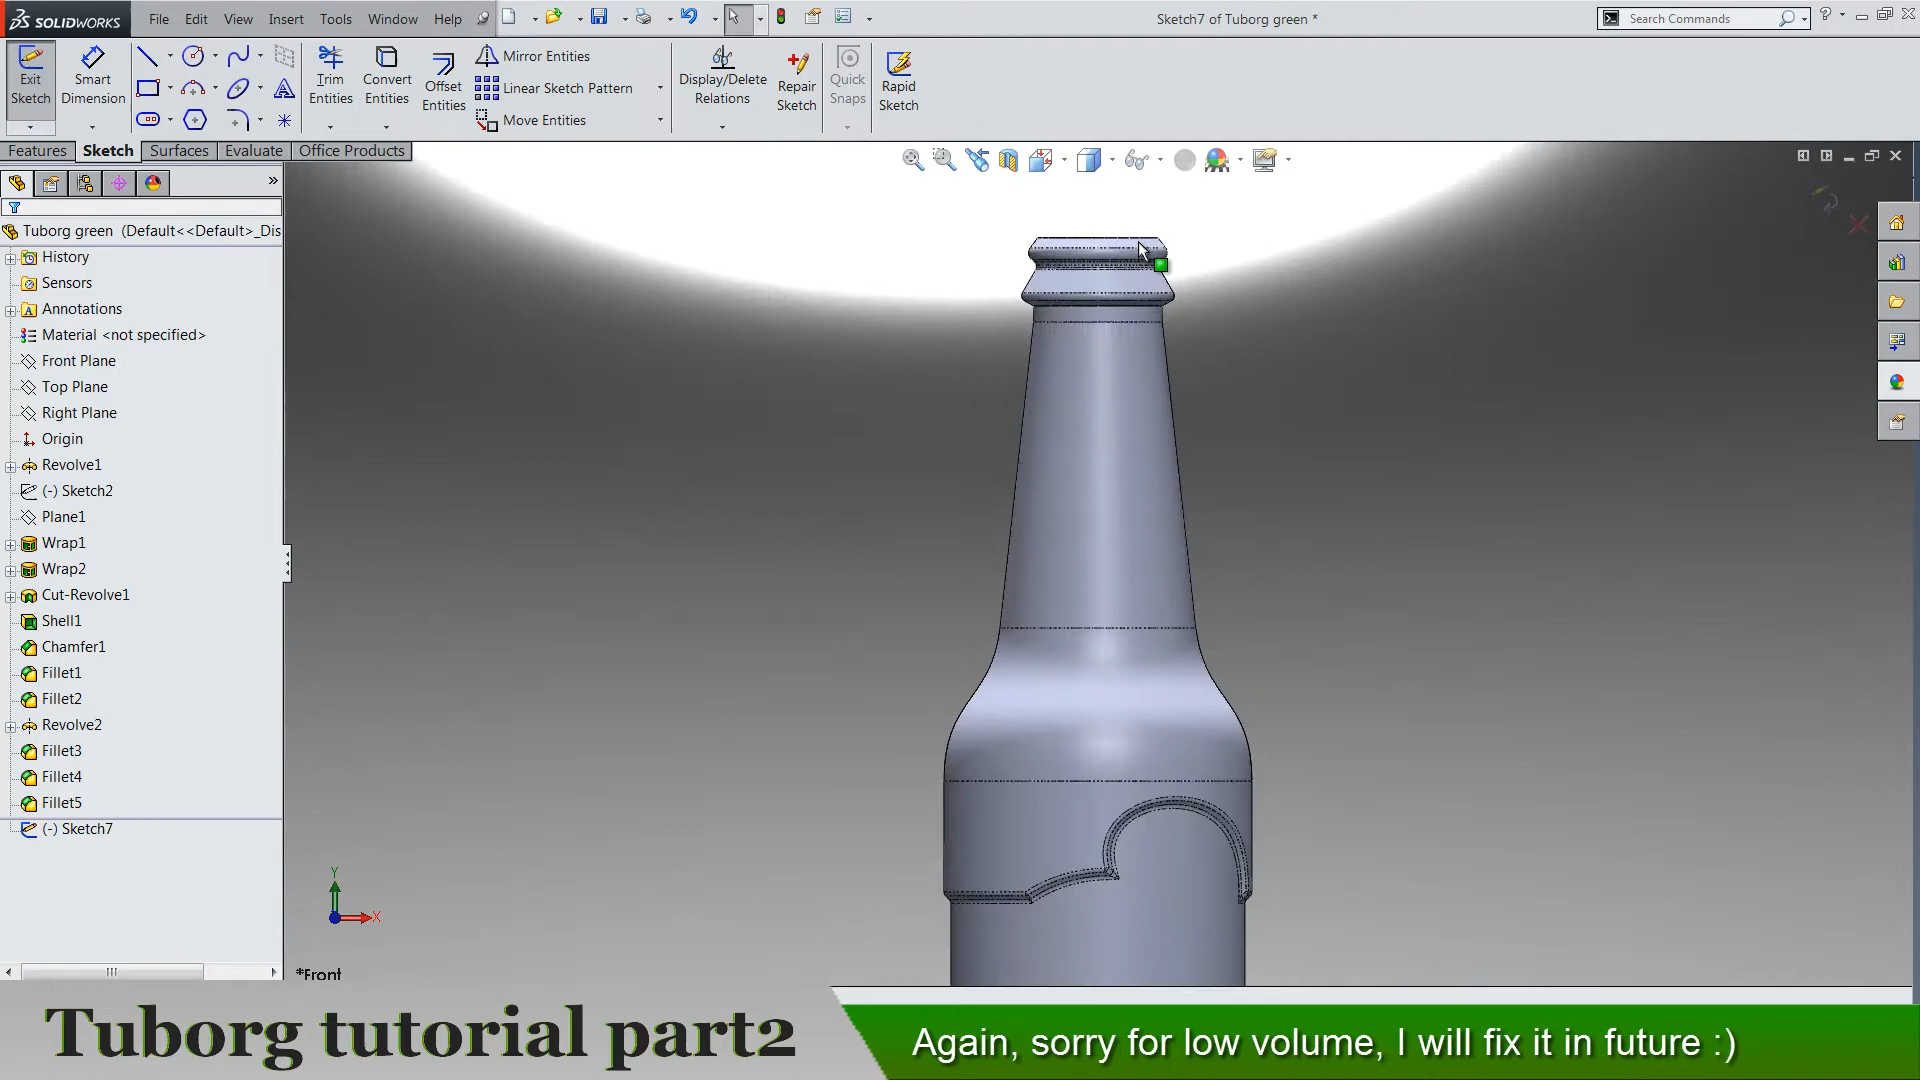 SOLIDWORKS File Edit View Insert Tools Window Help Sketch7 of Tuborg green * Search Commands
Exit Sketch
Smart Dimension
Trim Entities
Convert Entities
Offset Entities
Mirror Entities
Linear Sketch Pattern
Move Entities
Display/Delete Relations
Repair Sketch
Quick Snaps
Rapid Sketch
Features Sketch Surfaces Evaluate Office Products
Tuborg green (Default<<Default>_Dis
History
Sensors
Annotations
Material <not specified>
Front Plane
Top Plane
Right Plane
Origin
Revolve1
(-) Sketch2
Plane1
Wrap1
Wrap2
Cut-Revolve1
Shell1
Chamfer1
Fillet1
Fillet2
Revolve2
Fillet3
Fillet4
Fillet5
(-) Sketch7
Y
X
*Front
Tuborg tutorial part2
Again, sorry for low volume, I will fix it in future :)